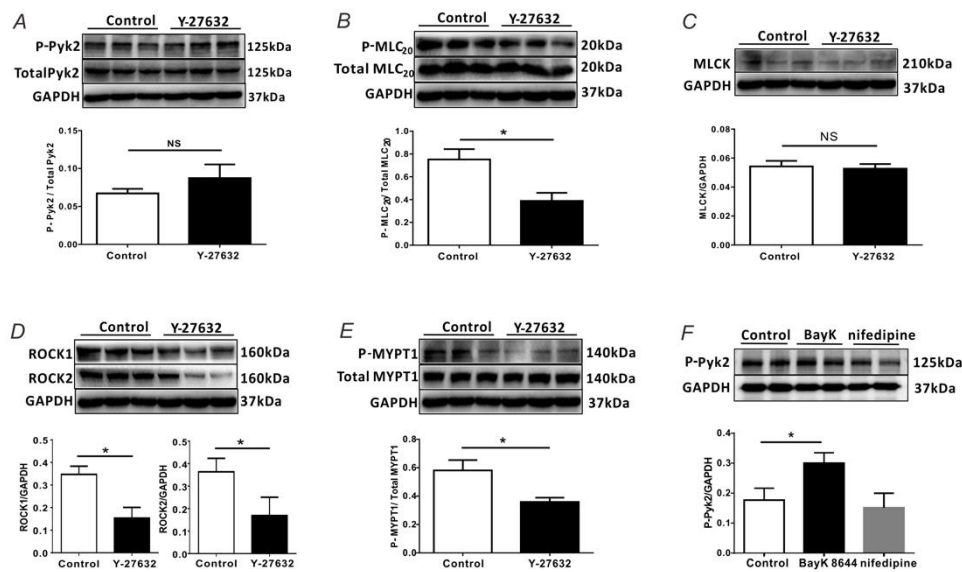 A
Control Y-27632
P-Pyk2 125kDa
TotalPyk2 125kDa
GAPDH 37kDa
P- Pyk2 / Total Pyk2
0.15
0.10
0.05
0.00
NS
Control Y-27632
B
Control Y-27632
P-MLC20 20kDa
Total MLC20 20kDa
GAPDH 37kDa
P-MLC20/ Total MLC20
1.0
0.8
0.6
0.4
0.2
0.0
*
Control Y-27632
C
Control Y-27632
MLCK 210kDa
GAPDH 37kDa
MLCK/GAPDH
0.08
0.06
0.04
0.02
0.00
NS
Control Y-27632
D
Control Y-27632
ROCK1 160kDa
ROCK2 160kDa
GAPDH 37kDa
ROCK1/GAPDH
0.5
0.4
0.3
0.2
0.1
0.0
*
Control Y-27632
ROCK2/GAPDH
0.5
0.4
0.3
0.2
0.1
0.0
*
Control Y-27632
E
Control Y-27632
P-MYPT1 140kDa
Total MYPT1 140kDa
GAPDH 37kDa
P- MYPT1/ Total MYPT1
0.8
0.6
0.4
0.2
0.0
*
Control Y-27632
F
Control BayK nifedipine
P-Pyk2 125kDa
GAPDH 37kDa
P-Pyk2/GAPDH
0.4
0.3
0.2
0.1
0.0
*
Control BayK 8644 nifedipine